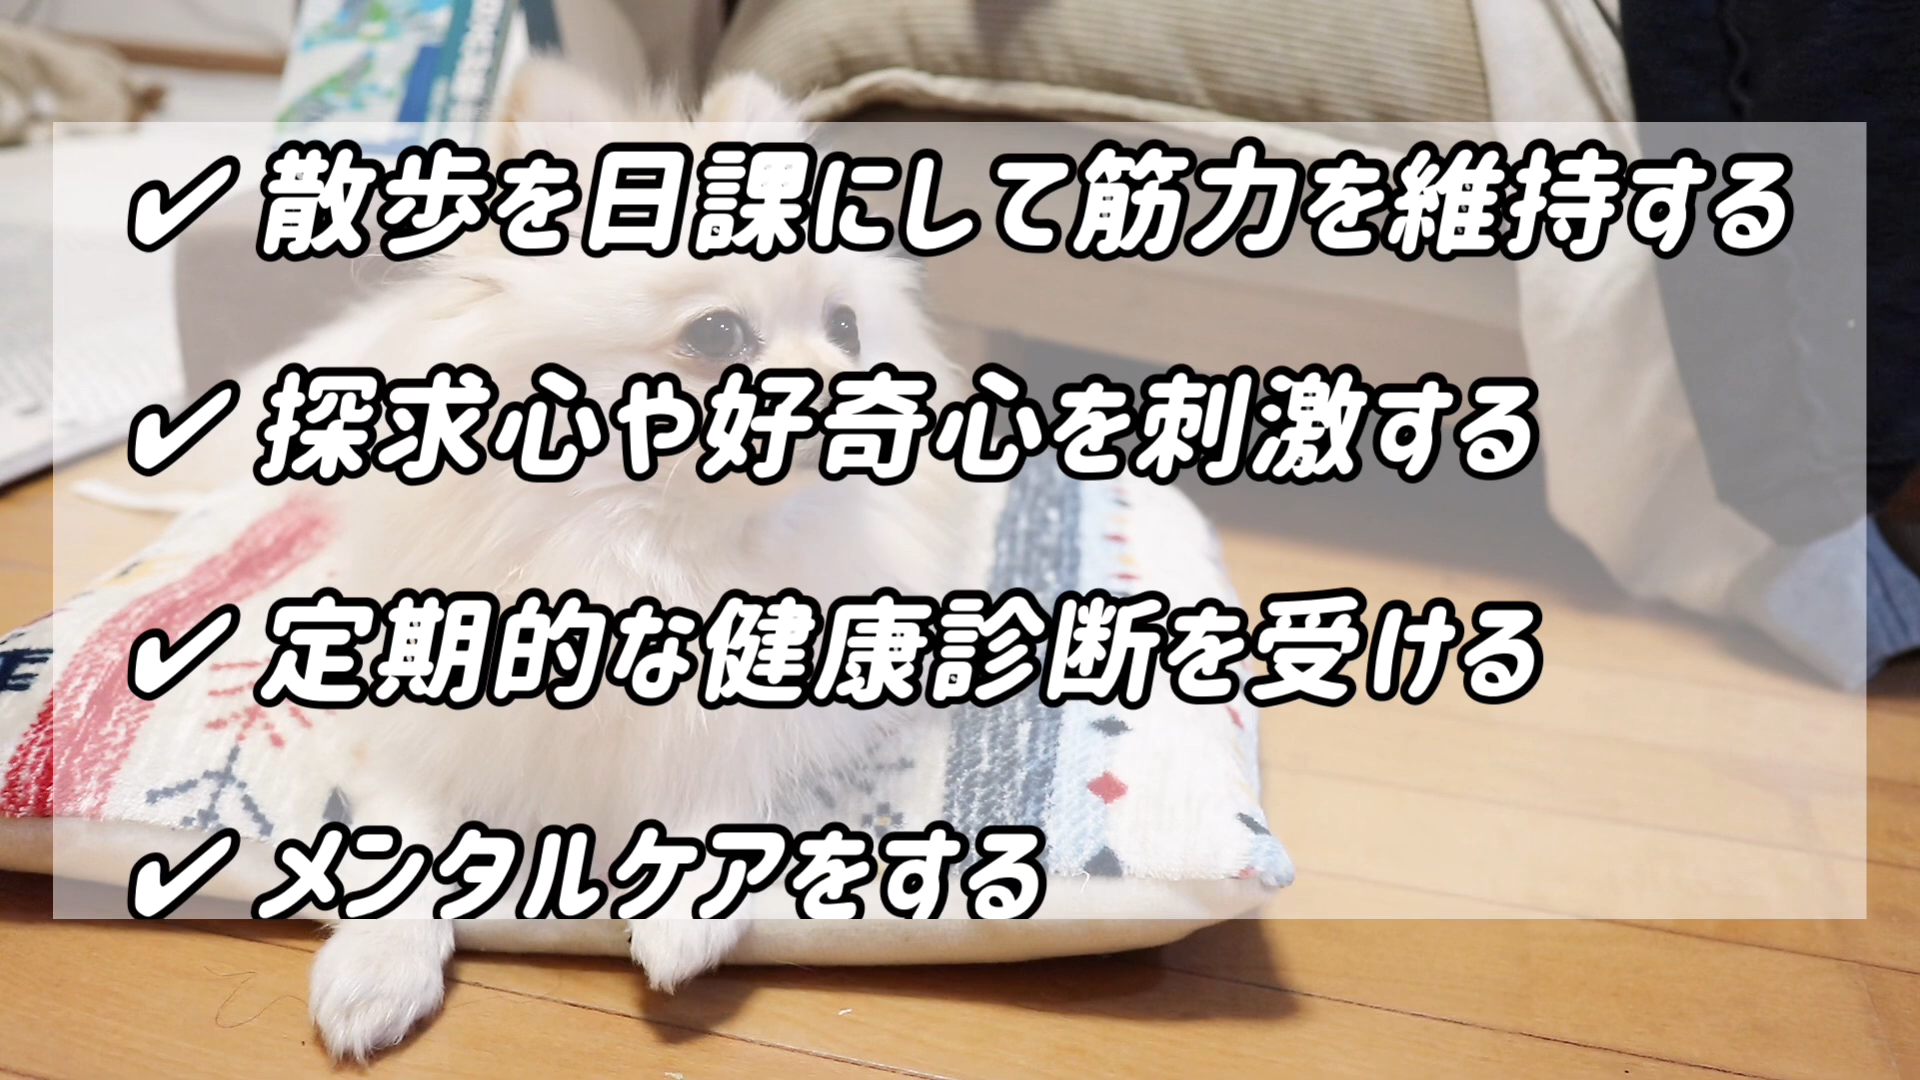 ✔ 散歩を日課にして筋力を維持する
✔ 探求心や好奇心を刺激する
✔ 定期的な健康診断を受ける
✔ メンタルケアをする